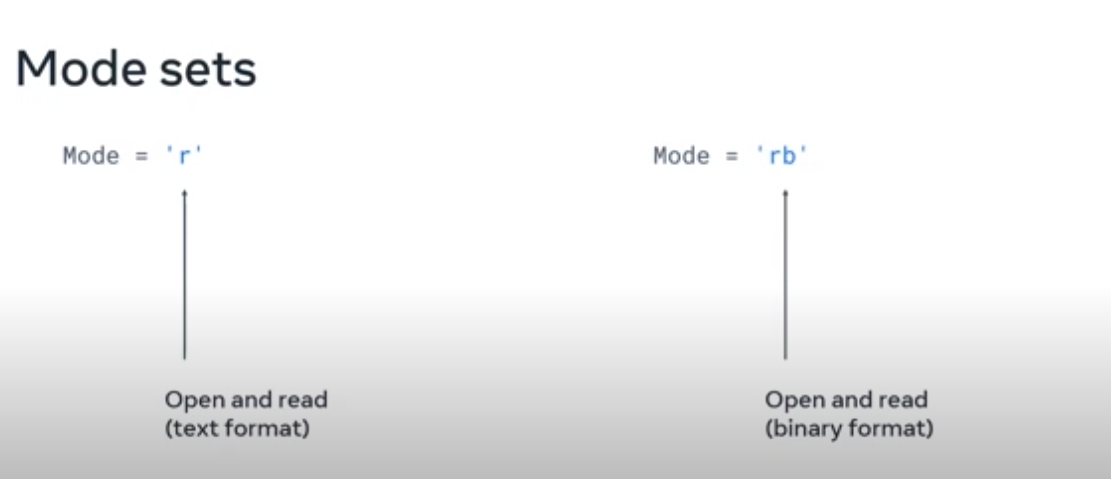 Mode sets
Mode = 'r'
Mode = 'rb'
Open and read
(text format)
Open and read
(binary format)